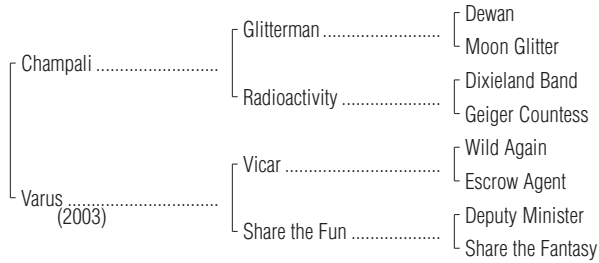 Dewan
Glitterman
Moon Glitter
Champali
Dixieland Band
Radioactivity
Geiger Countess
Wild Again
Vicar
Escrow Agent
Varus
(2003)
Deputy Minister
Share the Fun
Share the Fantasy